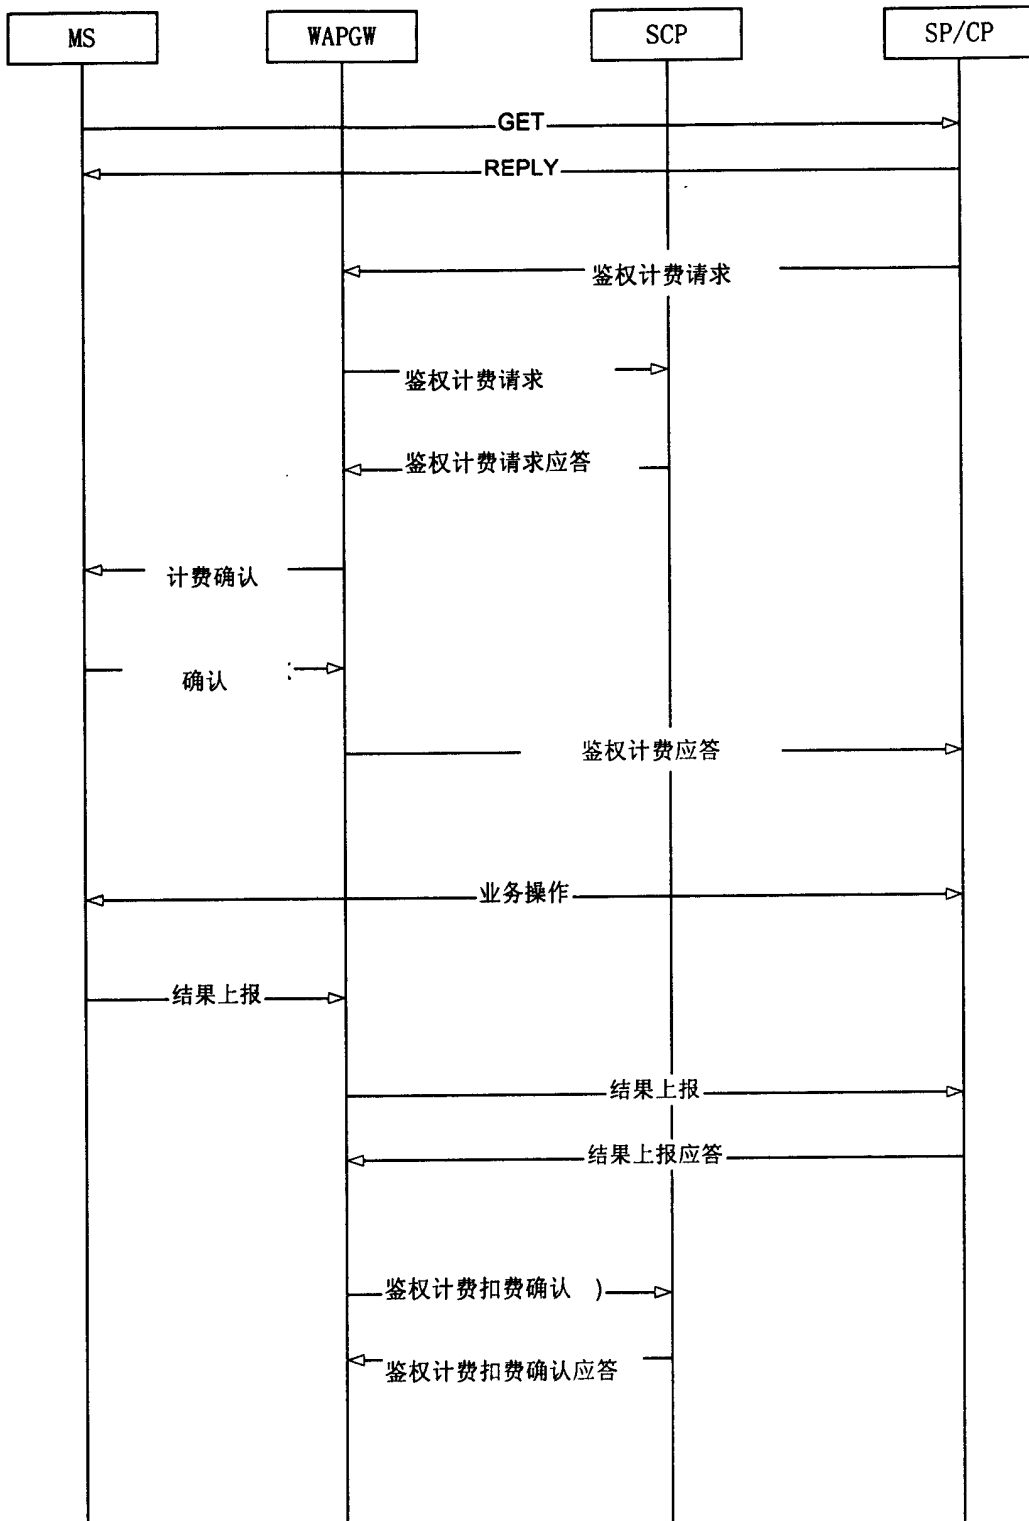 MS
WAPGW
SCP
SP/CP
GET
REPLY
鉴权计费请求
鉴权计费请求
鉴权计费请求应答
计费确认
确认
鉴权计费应答
业务操作
结果上报
结果上报
结果上报应答
鉴权计费扣费确认 )
鉴权计费扣费确认应答